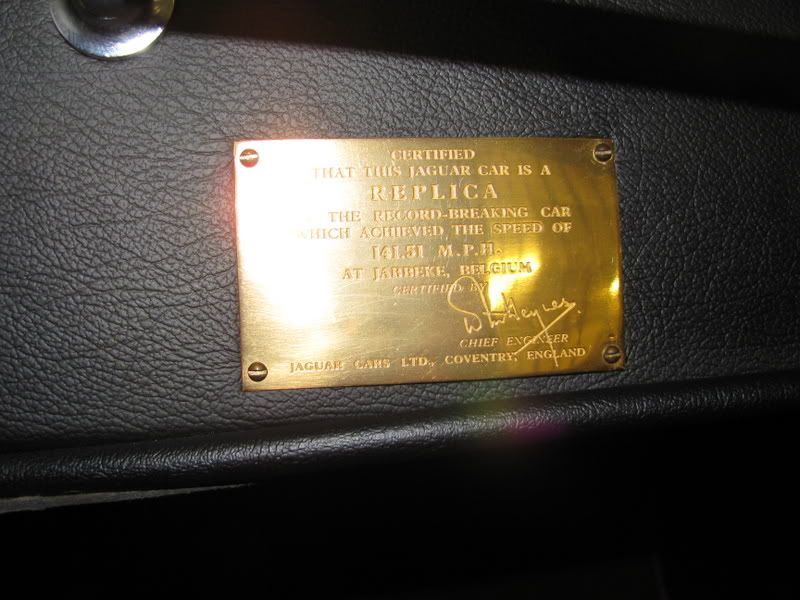 CERTIFIED
THAT THIS JAGUAR CAR IS A
REPLICA
THE RECORD-BREAKING CAR
WHICH ACHIEVED THE SPEED OF
141.51 M.P.H.
AT JABBEKE, BELGIUM
CERTIFIED BY
W M Heynes
CHIEF ENGINEER
JAGUAR CARS LTD., COVENTRY, ENGLAND